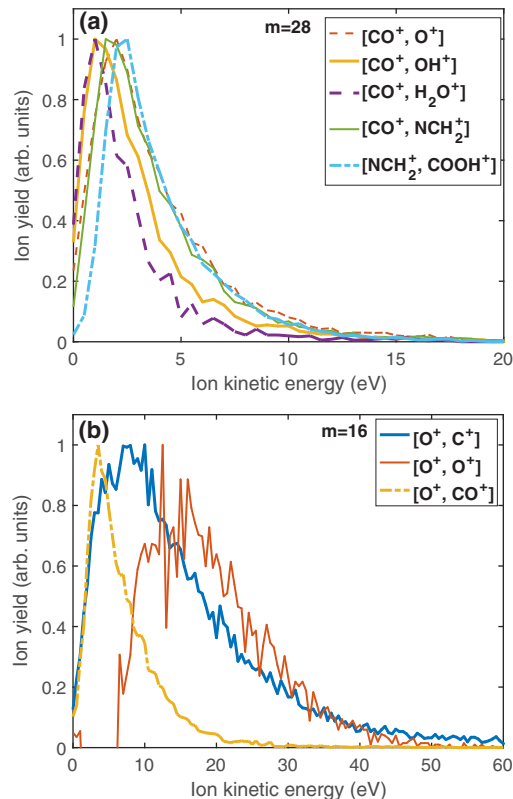 (a)
m=28
[CO⁺, O⁺]
[CO⁺, OH⁺]
[CO⁺, H₂O⁺]
[CO⁺, NCH₂⁺]
[NCH₂⁺, COOH⁺]
Ion yield (arb. units)
1
0.8
0.6
0.4
0.2
0
0 5 10 15 20
Ion kinetic energy (eV)
(b)
m=16
[O⁺, C⁺]
[O⁺, O⁺]
[O⁺, CO⁺]
Ion yield (arb. units)
1
0.8
0.6
0.4
0.2
0
0 10 20 30 40 50 60
Ion kinetic energy (eV)